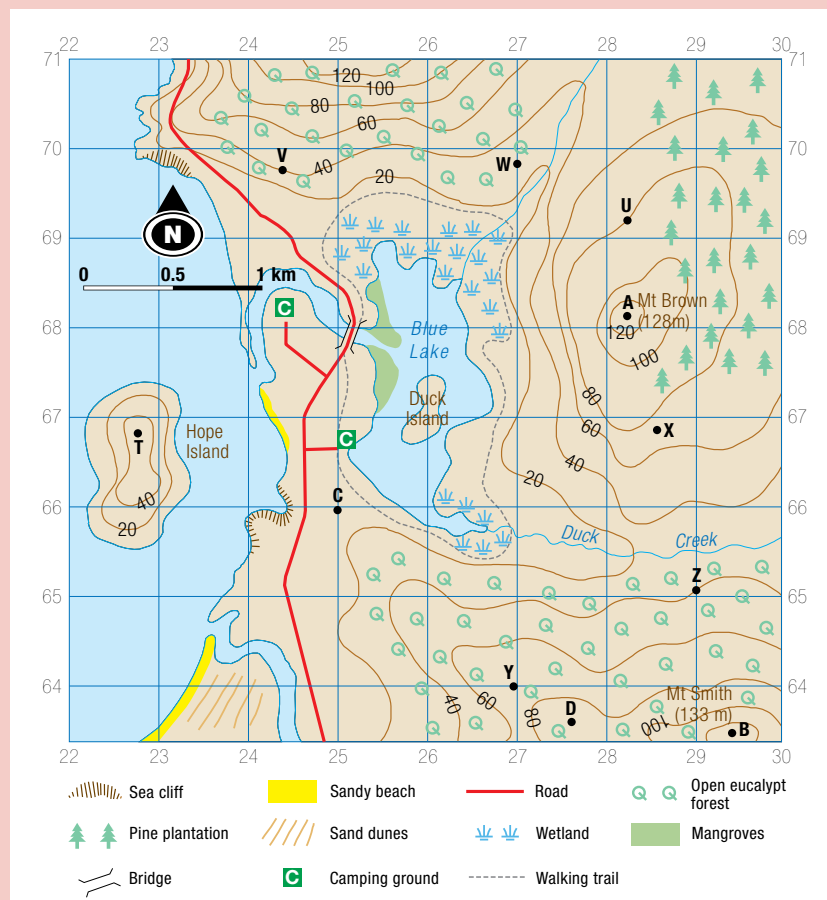 22 23 24 25 26 27 28 29 30
71 71
120
100
80
60
V
40
W
70 70
20
U
N
69 69
0 0.5 1 km
C
A Mt Brown
(128m)
120
68 68
Blue
Lake
100
80
Duck
Island
67 67
T
Hope
Island
C
60
X
40
20
C
66 66
40
20
Duck Creek
Z
65 65
Y
64 64
Mt Smith
(133 m)
40
60
80
D
100
B
22 23 24 25 26 27 28 29 30
Sea cliff
Sandy beach
Road
Open eucalypt
forest
Pine plantation
Sand dunes
Wetland
Mangroves
Bridge
C Camping ground
Walking trail